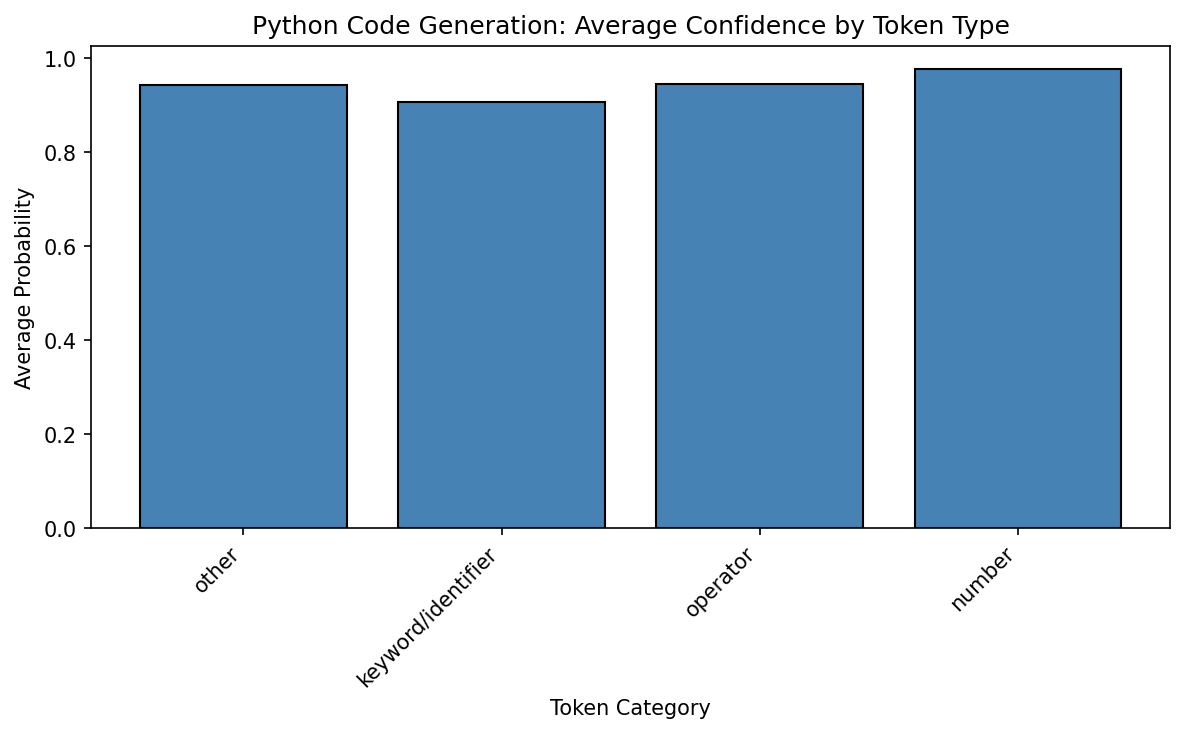 Python Code Generation: Average Confidence by Token Type
1.0
0.8
0.6
0.4
0.2
0.0
Average Probability
other
keyword/identifier
operator
number
Token Category